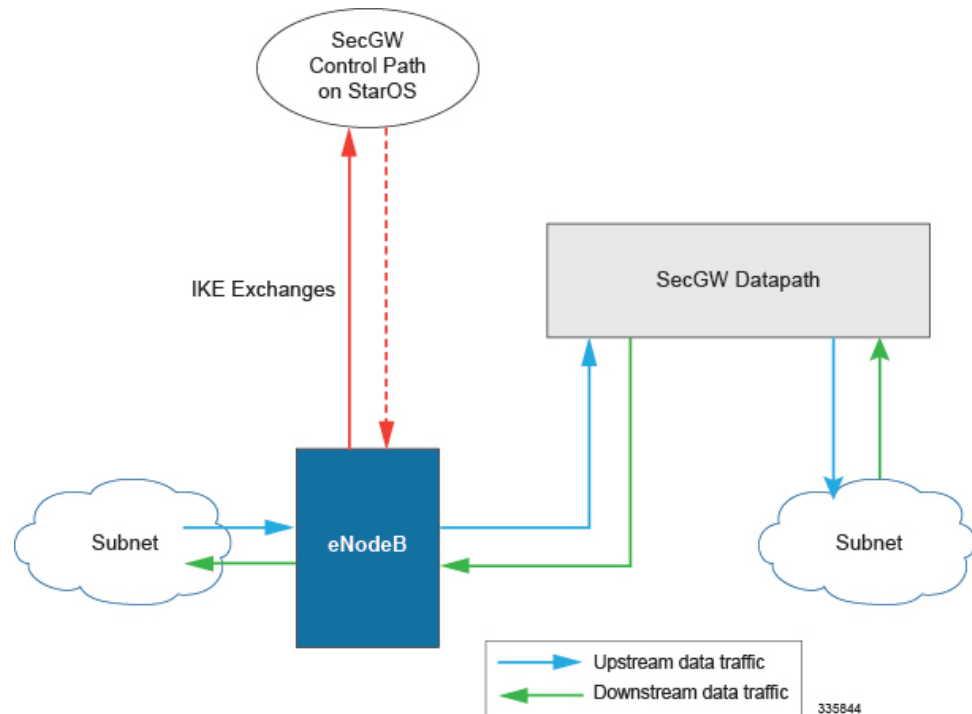 SecGW
Control Path
on StarOS
IKE Exchanges
SecGW Datapath
Subnet
eNodeB
Subnet
Upstream data traffic
Downstream data traffic
335844